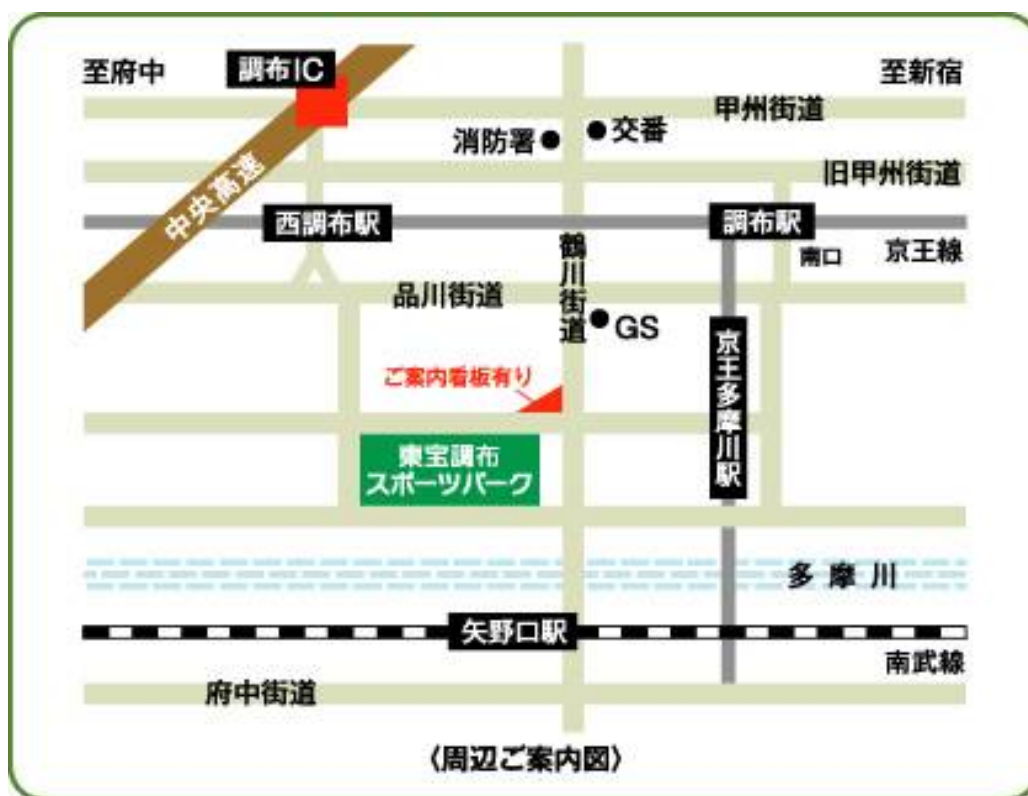 至府中
調布IC
至新宿
甲州街道
消防署
交番
旧甲州街道
中央高速
西調布駅
調布駅
南口
京王線
鶴川街道
品川街道
GS
京王多摩川駅
ご案内看板有り
東宝調布
スポーツパーク
多摩川
矢野口駅
南武線
府中街道
〈周辺ご案内図〉